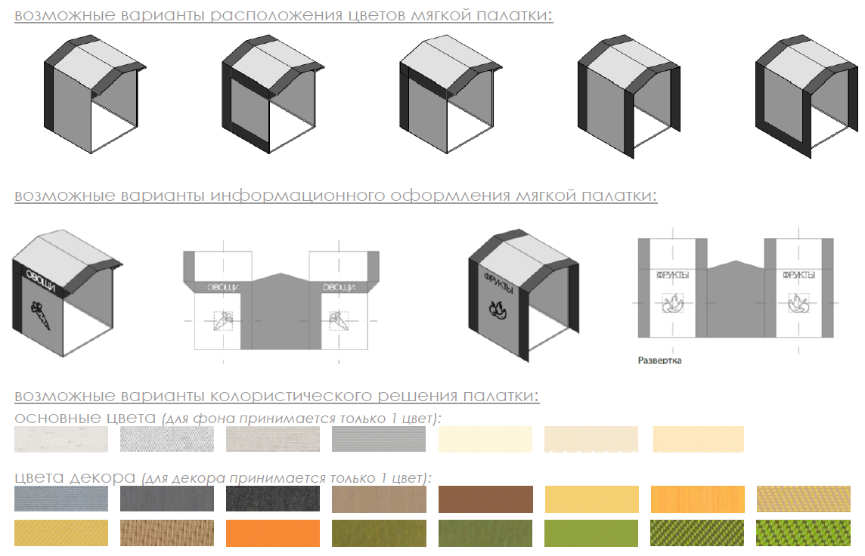 возможные варианты расположения цветов мягкой палатки:
возможные варианты информационного оформления мягкой палатки:
ОВОЩИ
ОВОЩИ
ОВОЩИ
ФРУКТЫ
ФРУКТЫ
ФРУКТЫ
Развертка
возможные варианты колористического решения палатки:
основные цвета (для фона принимается только 1 цвет):
цвета декора (для декора принимается только 1 цвет):